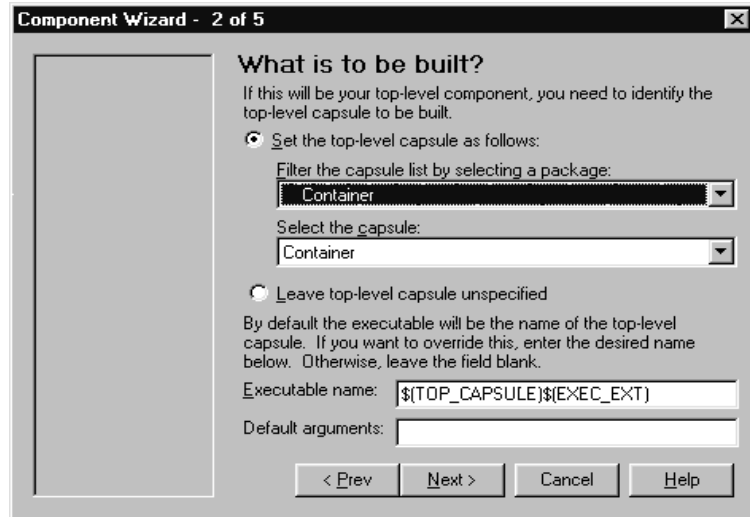 Component Wizard - 2 of 5
What is to be built?
If this will be your top-level component, you need to identify the
top-level capsule to be built.
Set the top-level capsule as follows:
Filter the capsule list by selecting a package:
Container
Select the capsule:
Container
Leave top-level capsule unspecified
By default the executable will be the name of the top-level
capsule. If you want to override this, enter the desired name
below. Otherwise, leave the field blank.
Executable name: $(TOP_CAPSULE)$(EXEC_EXT)
Default arguments:
< Prev Next > Cancel Help